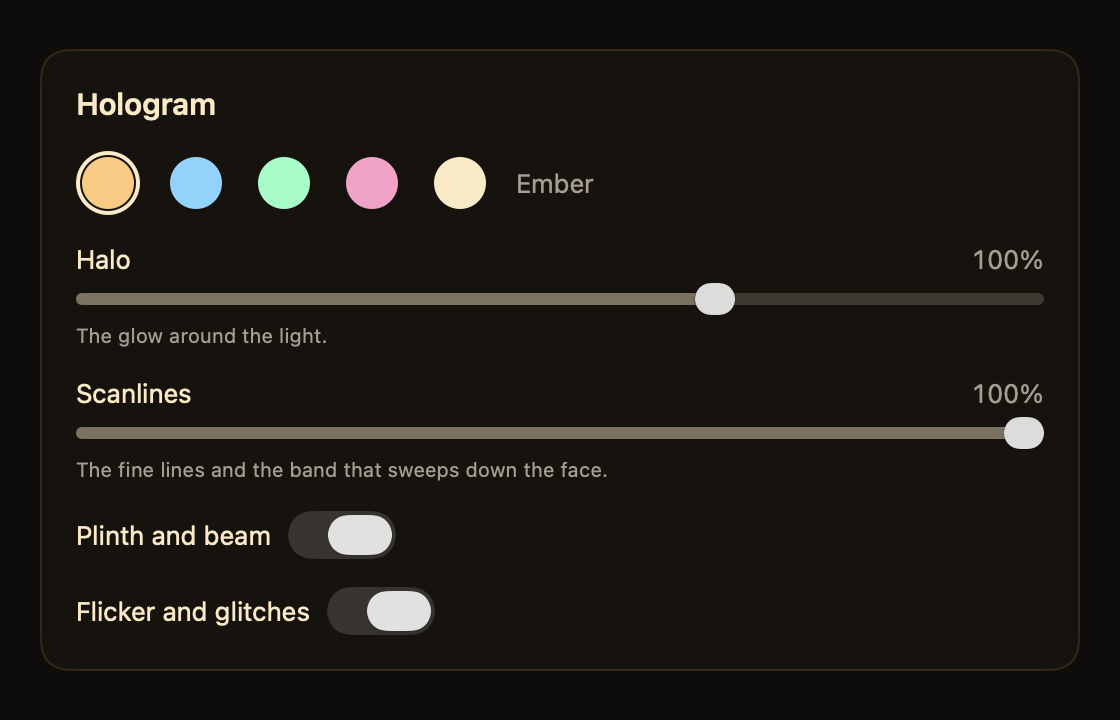 Hologram
Ember
Halo 100%
The glow around the light.
Scanlines 100%
The fine lines and the band that sweeps down the face.
Plinth and beam
Flicker and glitches